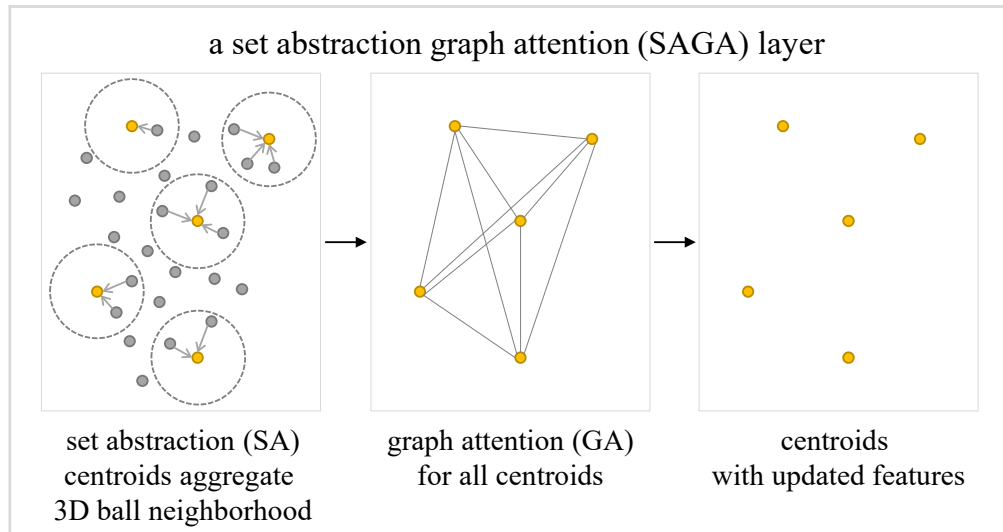 a set abstraction graph attention (SAGA) layer
set abstraction (SA)
centroids aggregate
3D ball neighborhood
graph attention (GA)
for all centroids
centroids
with updated features